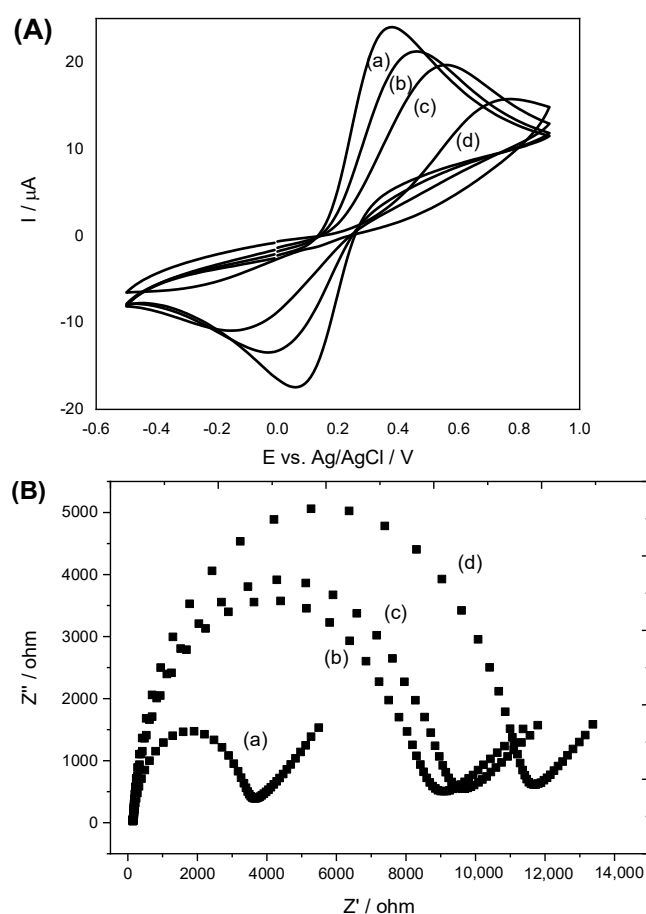 (A)
20
10
0
-10
-20
I / µA
(a)
(b)
(c)
(d)
-0.6 -0.4 -0.2 0.0 0.2 0.4 0.6 0.8 1.0
E vs. Ag/AgCl / V
(B)
5000
4000
3000
2000
1000
0
Z'' / ohm
(d)
(c)
(b)
(a)
0 2000 4000 6000 8000 10,000 12,000 14,000
Z' / ohm